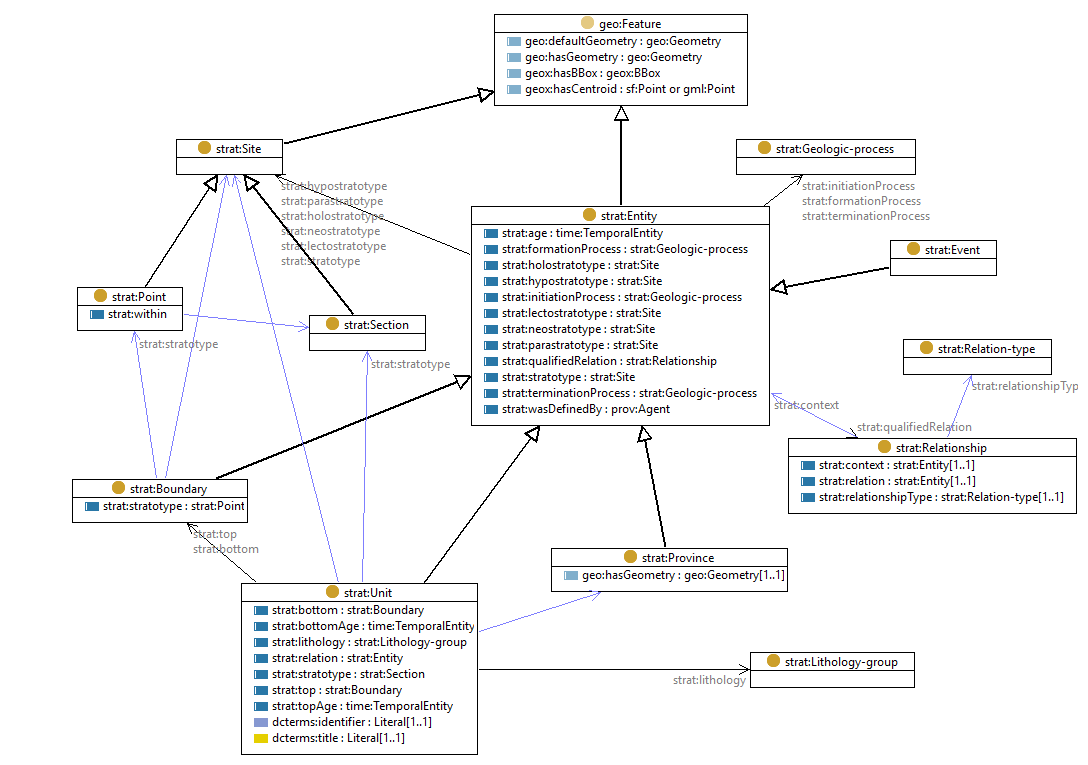 geo:Feature
geo:defaultGeometry : geo:Geometry
geo:hasGeometry : geo:Geometry
geox:hasBBox : geox:BBox
geox:hasCentroid : sf:Point or gml:Point
strat:Site
strat:Geologic-process
strat:hypostratotype
strat:parastratotype
strat:holostratotype
strat:neostratotype
strat:lectostratotype
strat:stratotype
strat:initiationProcess
strat:formationProcess
strat:terminationProcess
strat:Entity
strat:age : time:TemporalEntity
strat:formationProcess : strat:Geologic-process
strat:holostratotype : strat:Site
strat:hypostratotype : strat:Site
strat:initiationProcess : strat:Geologic-process
strat:lectostratotype : strat:Site
strat:neostratotype : strat:Site
strat:parastratotype : strat:Site
strat:qualifiedRelation : strat:Relationship
strat:stratotype : strat:Site
strat:terminationProcess : strat:Geologic-process
strat:wasDefinedBy : prov:Agent
strat:Event
strat:Point
strat:within
strat:Section
strat:stratotype
strat:stratotype
strat:Relation-type
strat:relationshipTyp
strat:context
strat:qualifiedRelation
strat:Relationship
strat:context : strat:Entity[1..1]
strat:relation : strat:Entity[1..1]
strat:relationshipType : strat:Relation-type[1..1]
strat:Boundary
strat:stratotype : strat:Point
strat:top
strat:bottom
strat:Province
geo:hasGeometry : geo:Geometry[1..1]
strat:Unit
strat:bottom : strat:Boundary
strat:bottomAge : time:TemporalEntity
strat:lithology : strat:Lithology-group
strat:relation : strat:Entity
strat:stratotype : strat:Section
strat:top : strat:Boundary
strat:topAge : time:TemporalEntity
dcterms:identifier : Literal[1..1]
dcterms:title : Literal[1..1]
strat:Lithology-group
strat:lithology